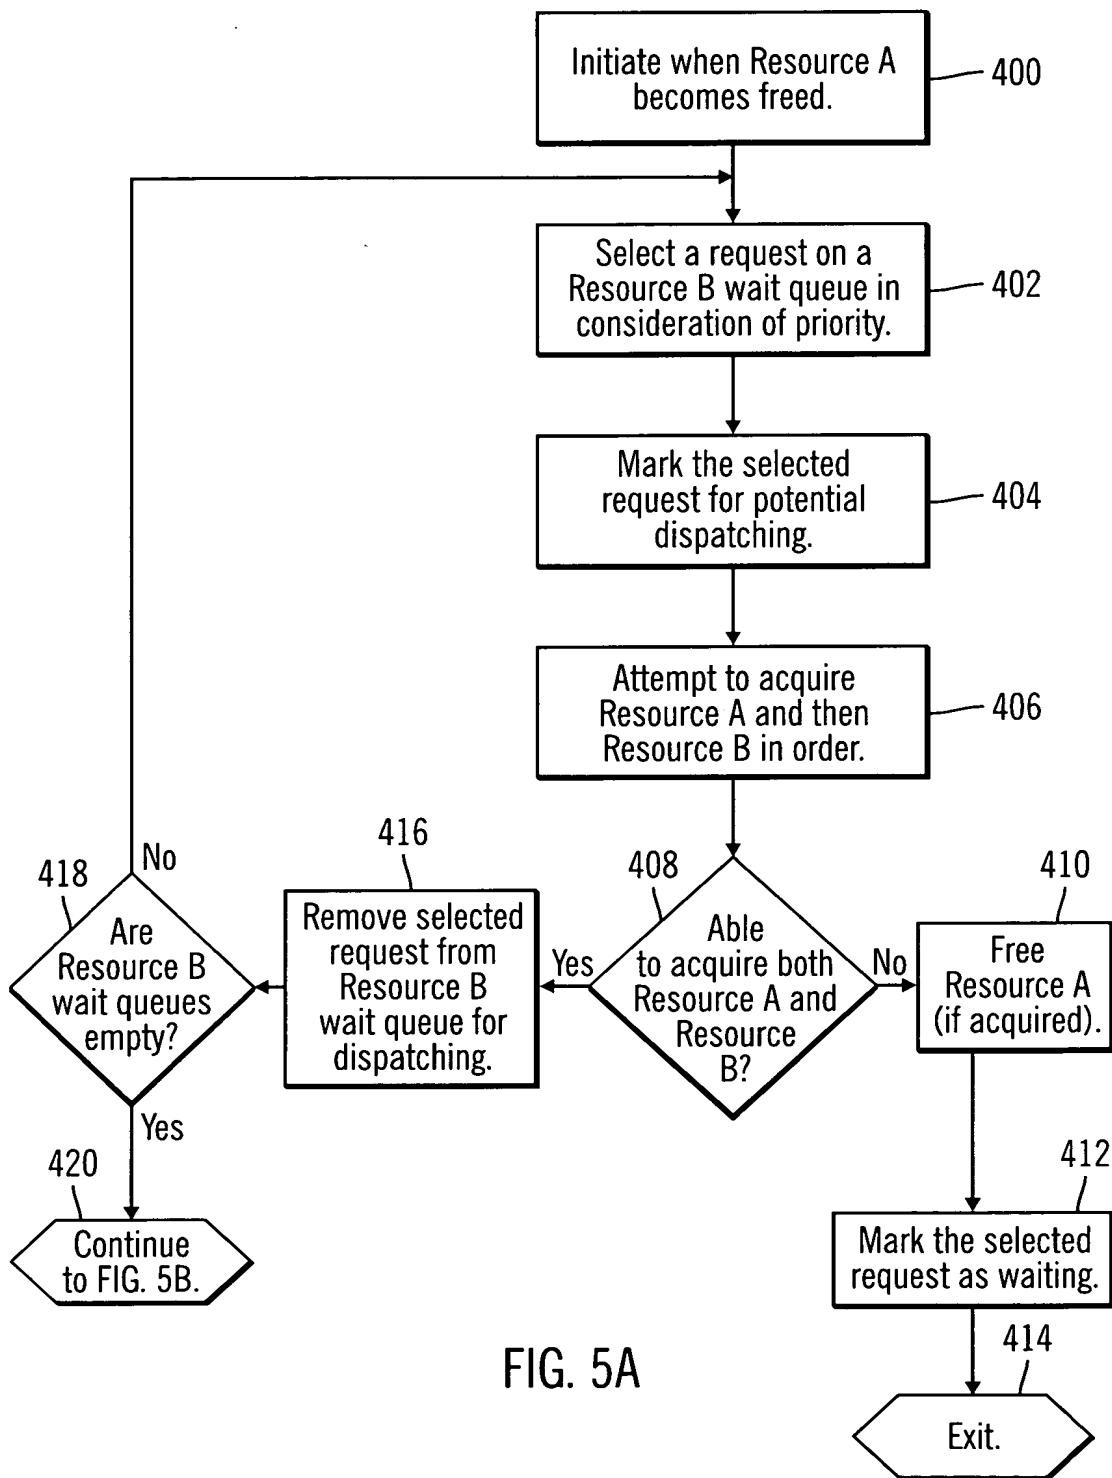 Initiate when Resource A
becomes freed.
400
Select a request on a
Resource B wait queue in
consideration of priority.
402
Mark the selected
request for potential
dispatching.
404
Attempt to acquire
Resource A and then
Resource B in order.
406
408
Able
to acquire both
Resource A and
Resource
B?
Yes
No
416
Remove selected
request from
Resource B
wait queue for
dispatching.
418
Are
Resource B
wait queues
empty?
No
Yes
420
Continue
to FIG. 5B.
410
Free
Resource A
(if acquired).
412
Mark the selected
request as waiting.
414
Exit.
FIG. 5A